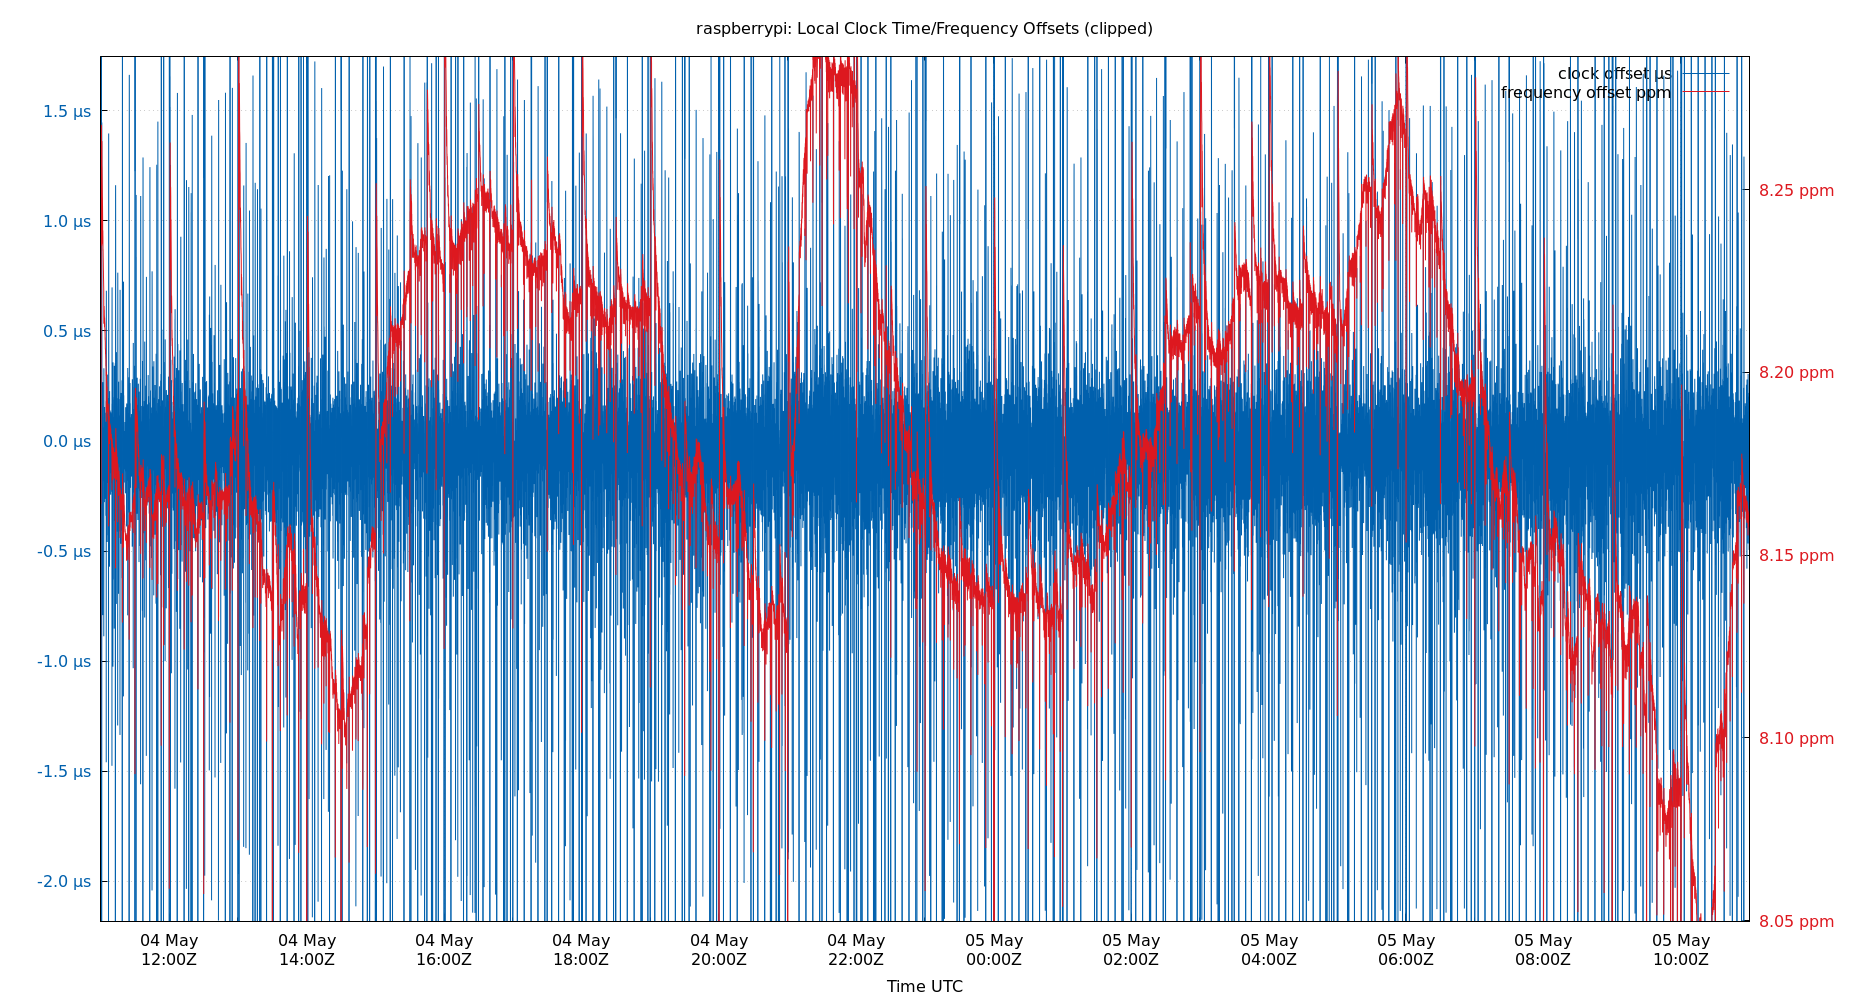 raspberrypi: Local Clock Time/Frequency Offsets (clipped)
clock offset µs
frequency offset ppm
1.5 µs
1.0 µs
0.5 µs
0.0 µs
-0.5 µs
-1.0 µs
-1.5 µs
-2.0 µs
8.25 ppm
8.20 ppm
8.15 ppm
8.10 ppm
8.05 ppm
04 May 04 May 04 May 04 May 04 May 04 May 05 May 05 May 05 May 05 May 05 May 05 May
12:00Z 14:00Z 16:00Z 18:00Z 20:00Z 22:00Z 00:00Z 02:00Z 04:00Z 06:00Z 08:00Z 10:00Z
Time UTC